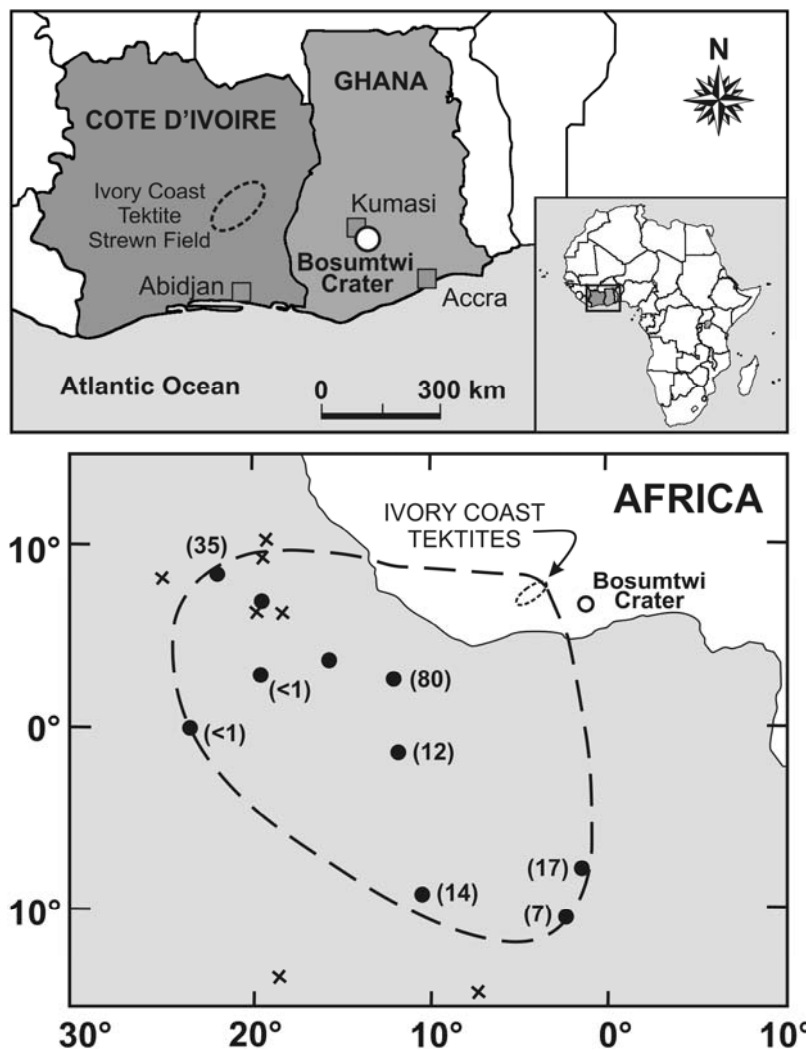 N
GHANA
COTE D'IVOIRE
Ivory Coast
Tektite
Strewn Field
Kumasi
Bosumtwi
Crater
Abidjan
Accra
Atlantic Ocean
0 300 km
AFRICA
IVORY COAST
TEKTITES
10°
(35)
Bosumtwi
Crater
(<1)
(80)
0°
(<1)
(12)
(17)
(14)
(7)
10°
30° 20° 10° 0° 10°